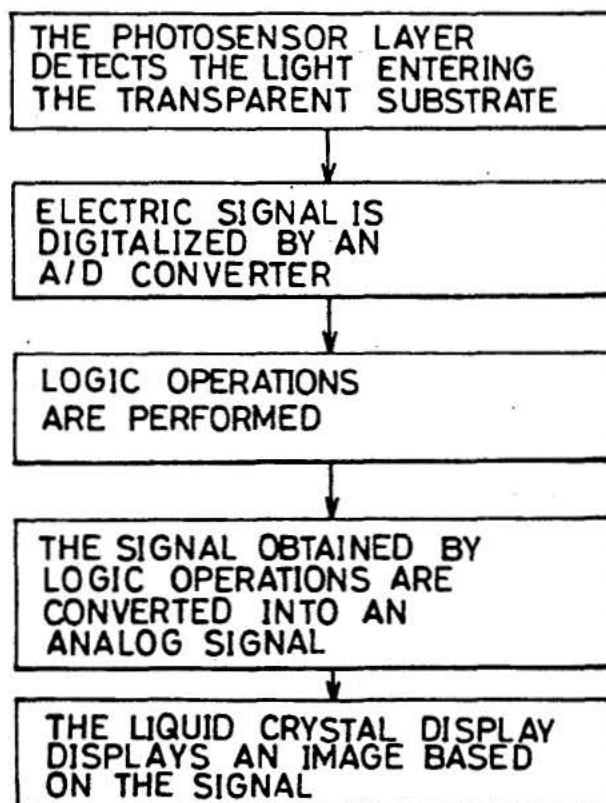 THE PHOTOSENSOR LAYER
DETECTS THE LIGHT ENTERING
THE TRANSPARENT SUBSTRATE
ELECTRIC SIGNAL IS
DIGITALIZED BY AN
A/D CONVERTER
LOGIC OPERATIONS
ARE PERFORMED
THE SIGNAL OBTAINED BY
LOGIC OPERATIONS ARE
CONVERTED INTO AN
ANALOG SIGNAL
THE LIQUID CRYSTAL DISPLAY
DISPLAYS AN IMAGE BASED
ON THE SIGNAL